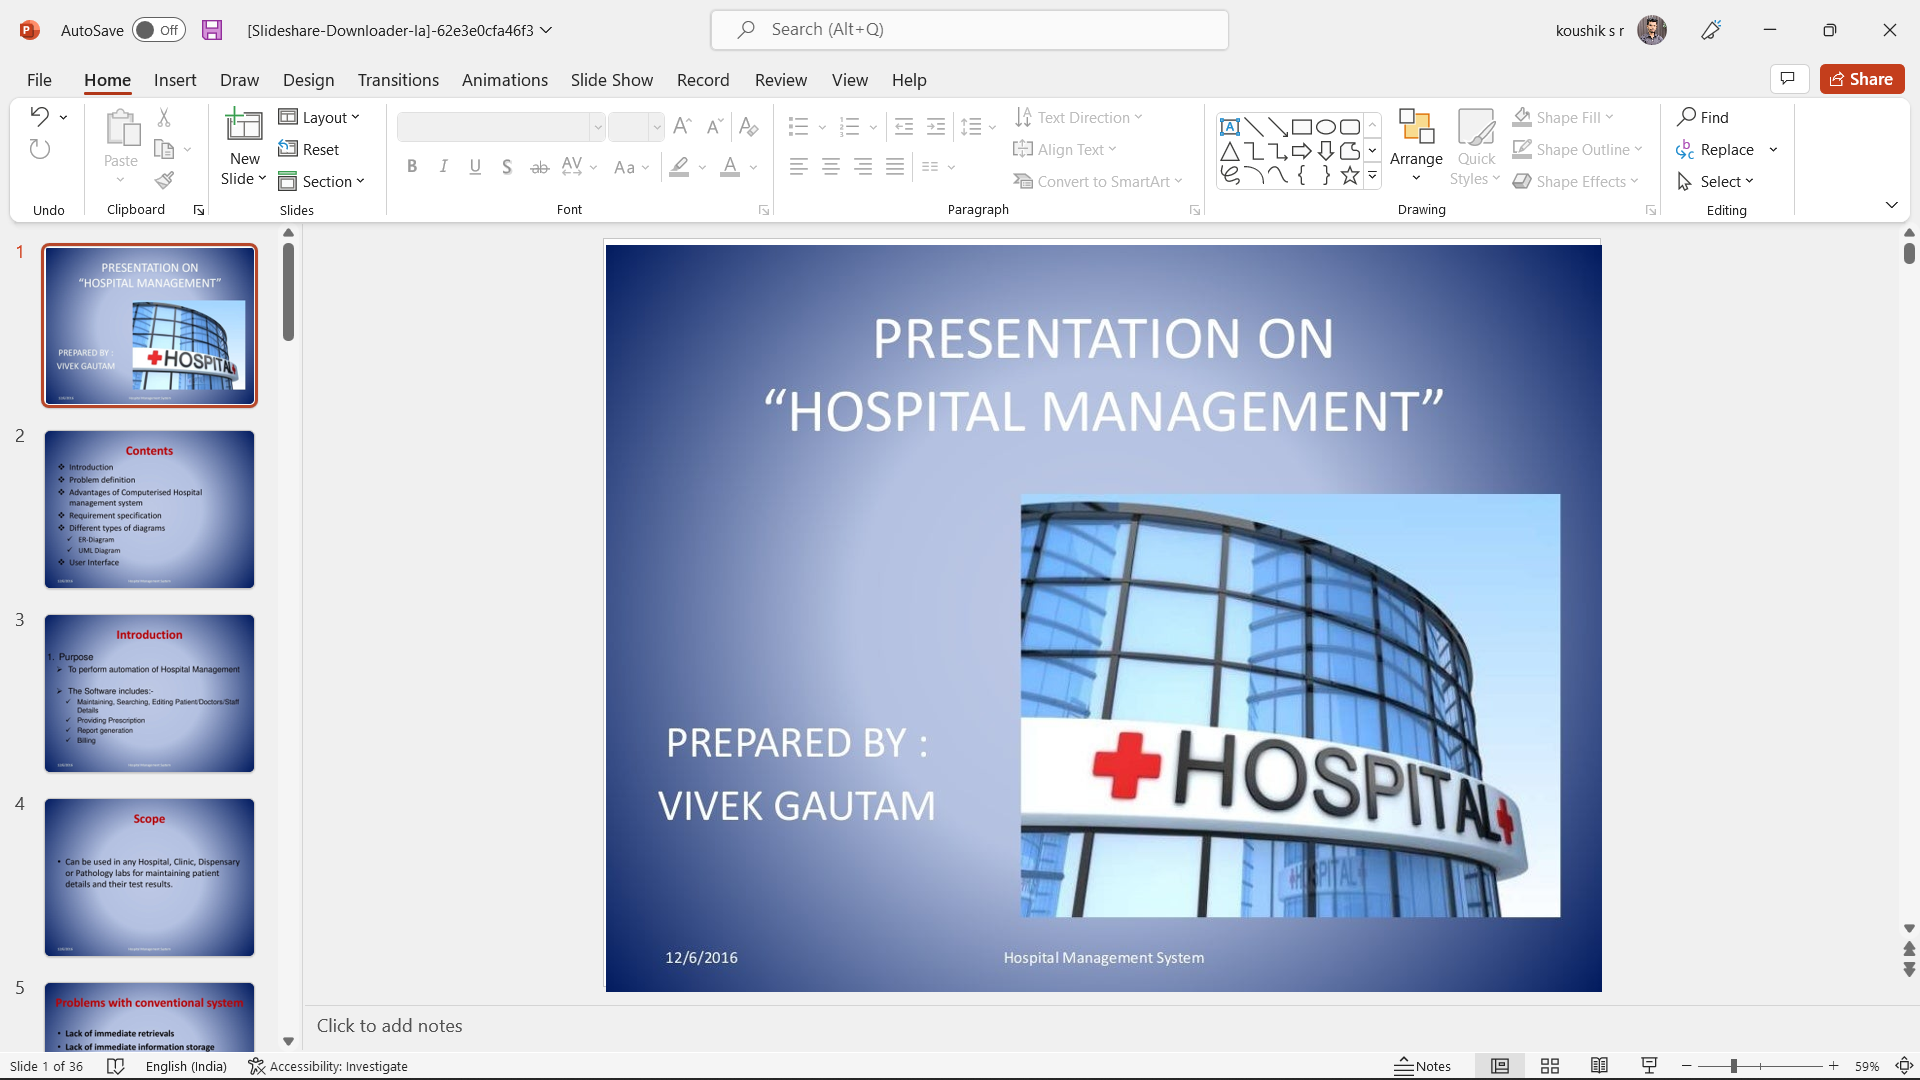 AutoSave Off [Slideshare-Downloader-la]-62e3e0cfa46f3 Search (Alt+Q) koushik s r
File Home Insert Draw Design Transitions Animations Slide Show Record Review View Help Share
Paste
New
Slide
Layout
Reset
Section
Text Direction
Align Text
Convert to SmartArt
Arrange
Quick
Styles
Shape Fill
Shape Outline
Shape Effects
Find
Replace
Select
Undo Clipboard Slides Font Paragraph Drawing Editing
1
PRESENTATION ON
“HOSPITAL MANAGEMENT”
HOSPITAL
PREPARED BY :
VIVEK GAUTAM
2
Contents
Introduction
Problem definition
Advantages of Computerised Hospital
management system
Requirement specification
Different types of diagrams
ER-Diagram
UML Diagram
User Interface
3
Introduction
1. Purpose
To perform automation of Hospital Management
The Software includes:-
Maintaining, Searching, Editing Patient/Doctors/Staff
Details
Providing Prescription
Report generation
Billing
4
Scope
• Can be used in any Hospital, Clinic, Dispensary
or Pathology labs for maintaining patient
details and their test results.
5
Problems with conventional system
• Lack of immediate retrievals
• Lack of immediate information storage
PRESENTATION ON
“HOSPITAL MANAGEMENT”
PREPARED BY :
VIVEK GAUTAM
HOSPITAL
HOSPITAL
12/6/2016 Hospital Management System
Click to add notes
Slide 1 of 36 English (India) Accessibility: Investigate Notes 59%